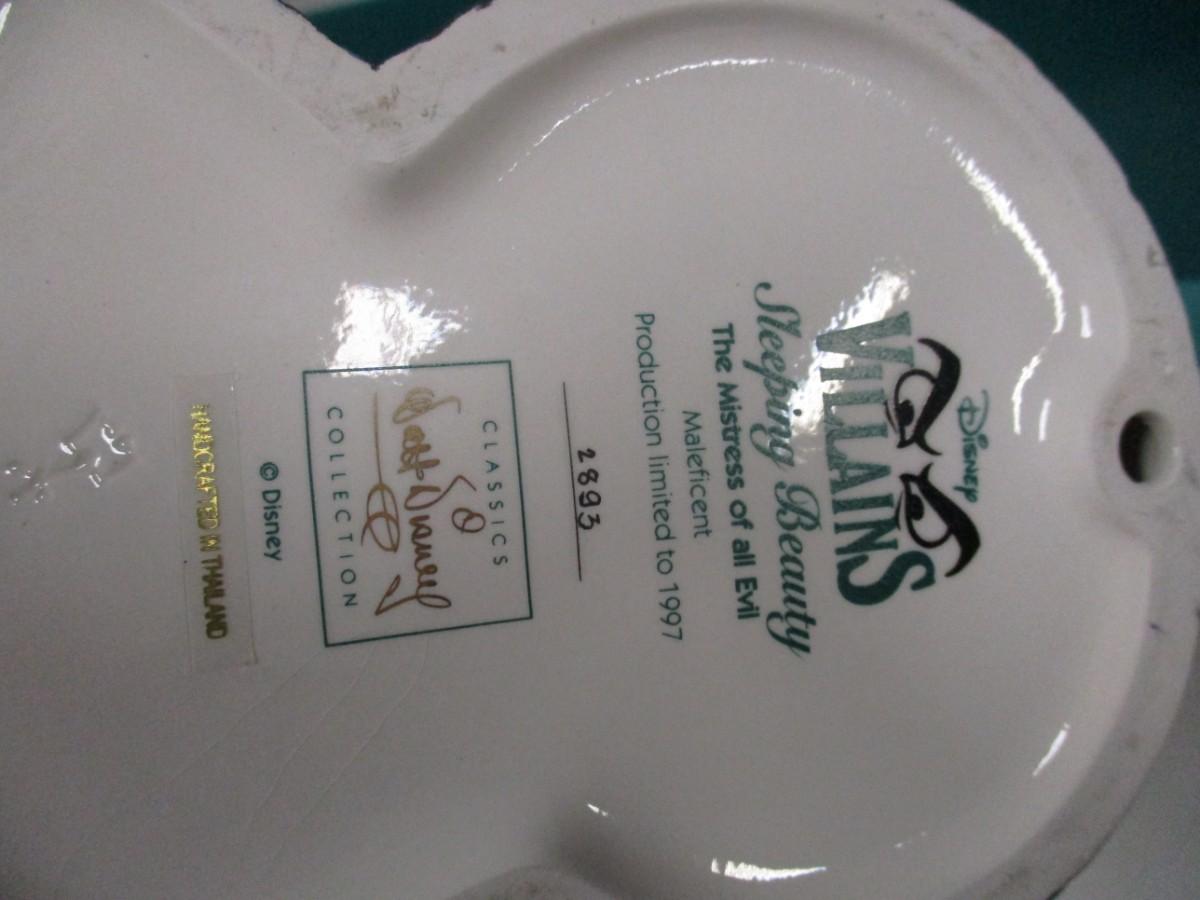 Disney
VILLAINS
Sleeping Beauty
The Mistress of all Evil
Maleficent
Production limited to 1997
2893
CLASSICS
Walt Disney
COLLECTION
© Disney
HANDCRAFTED IN THAILAND